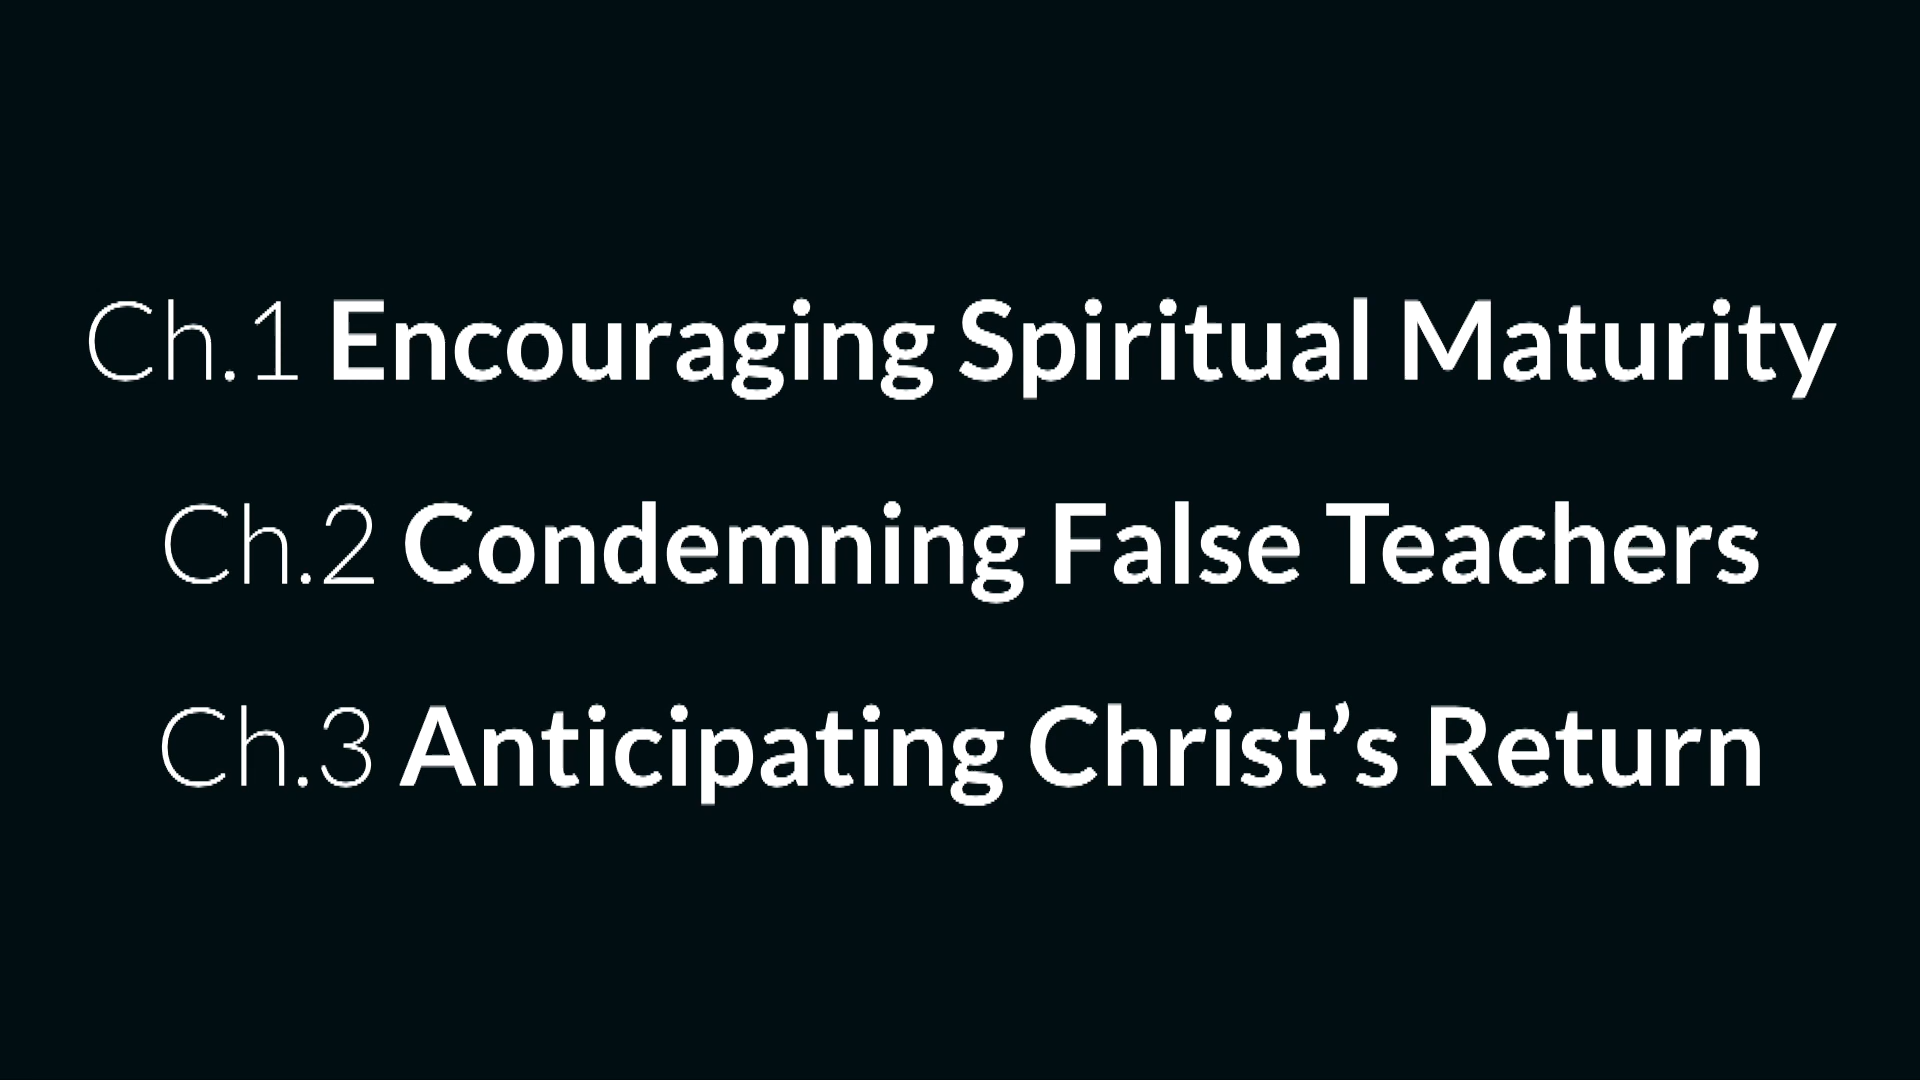 Ch.1 Encouraging Spiritual Maturity
Ch.2 Condemning False Teachers
Ch.3 Anticipating Christ’s Return